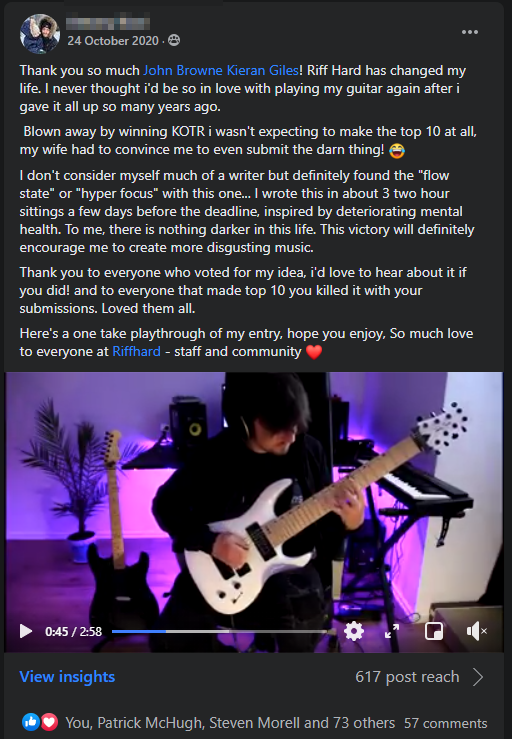 24 October 2020 ·
Thank you so much John Browne Kieran Giles! Riff Hard has changed my
life. I never thought i'd be so in love with playing my guitar again after i
gave it all up so many years ago.
Blown away by winning KOTR i wasn't expecting to make the top 10 at all,
my wife had to convince me to even submit the darn thing! 😂
I don't consider myself much of a writer but definitely found the "flow
state" or "hyper focus" with this one... I wrote this in about 3 two hour
sittings a few days before the deadline, inspired by deteriorating mental
health. To me, there is nothing darker in this life. This victory will definitely
encourage me to create more disgusting music.
Thank you to everyone who voted for my idea, i'd love to hear about it if
you did! and to everyone that made top 10 you killed it with your
submissions. Loved them all.
Here's a one take playthrough of my entry, hope you enjoy, So much love
to everyone at Riffhard - staff and community ❤️
0:45 / 2:58
View insights
617 post reach
You, Patrick McHugh, Steven Morell and 73 others 57 comments